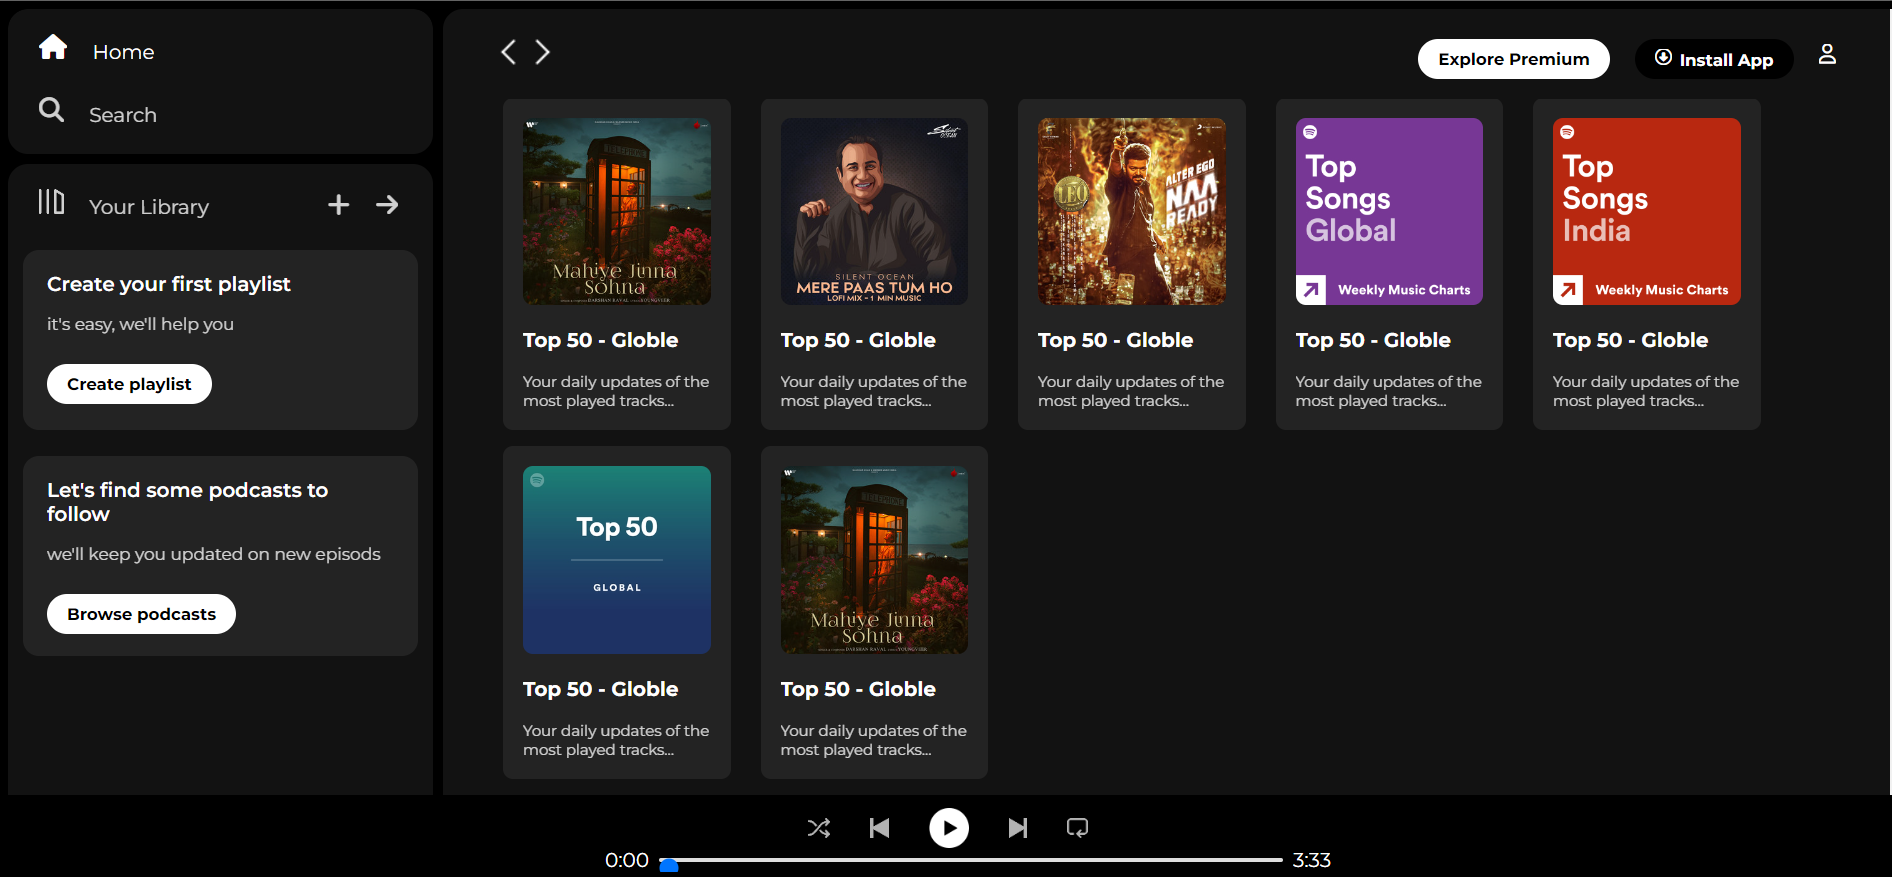 Home
Search
Your Library
Create your first playlist
it's easy, we'll help you
Create playlist
Let's find some podcasts to
follow
we'll keep you updated on new episods
Browse podcasts
Explore Premium
Install App
Mahiye Jinna
Sohna
DARSHAN RAVAL
YOUNGVEER
Top 50 - Globle
Your daily updates of the
most played tracks...
Silent
OCEAN
SILENT OCEAN
MERE PAAS TUM HO
LOFI MIX - 1 MIN MUSIC
Top 50 - Globle
Your daily updates of the
most played tracks...
LEO
ALTER EGO
NAA
READY
Top 50 - Globle
Your daily updates of the
most played tracks...
Top
Songs
Global
Weekly Music Charts
Top 50 - Globle
Your daily updates of the
most played tracks...
Top
Songs
India
Weekly Music Charts
Top 50 - Globle
Your daily updates of the
most played tracks...
Top 50
GLOBAL
Top 50 - Globle
Your daily updates of the
most played tracks...
Mahiye Jinna
Sohna
DARSHAN RAVAL
YOUNGVEER
Top 50 - Globle
Your daily updates of the
most played tracks...
0:00
3:33